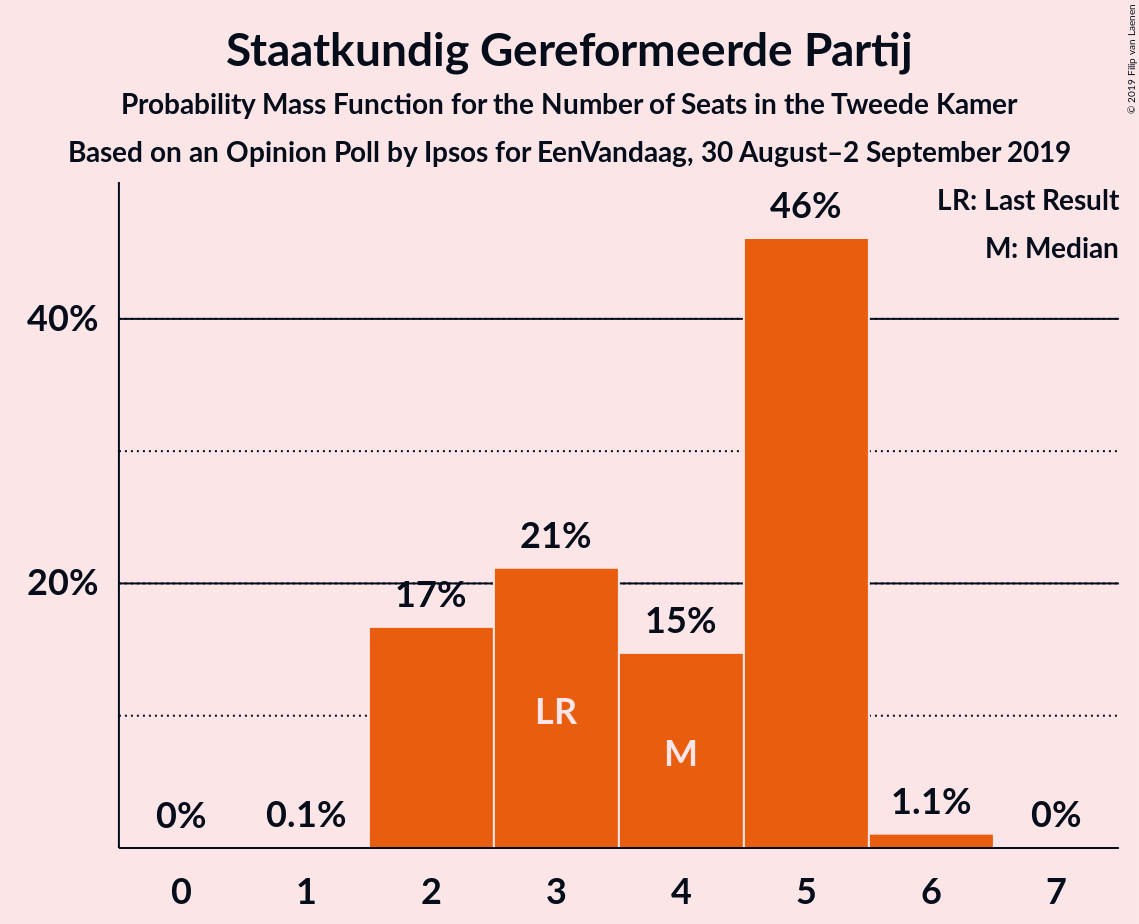 Staatkundig Gereformeerde Partij
Probability Mass Function for the Number of Seats in the Tweede Kamer
Based on an Opinion Poll by Ipsos for EenVandaag, 30 August–2 September 2019
© 2019 Filip van Laenen
LR: Last Result
M: Median
46%
40%
21%
20%
17%
15%
LR
M
0%
0.1%
1.1%
0%
0 1 2 3 4 5 6 7